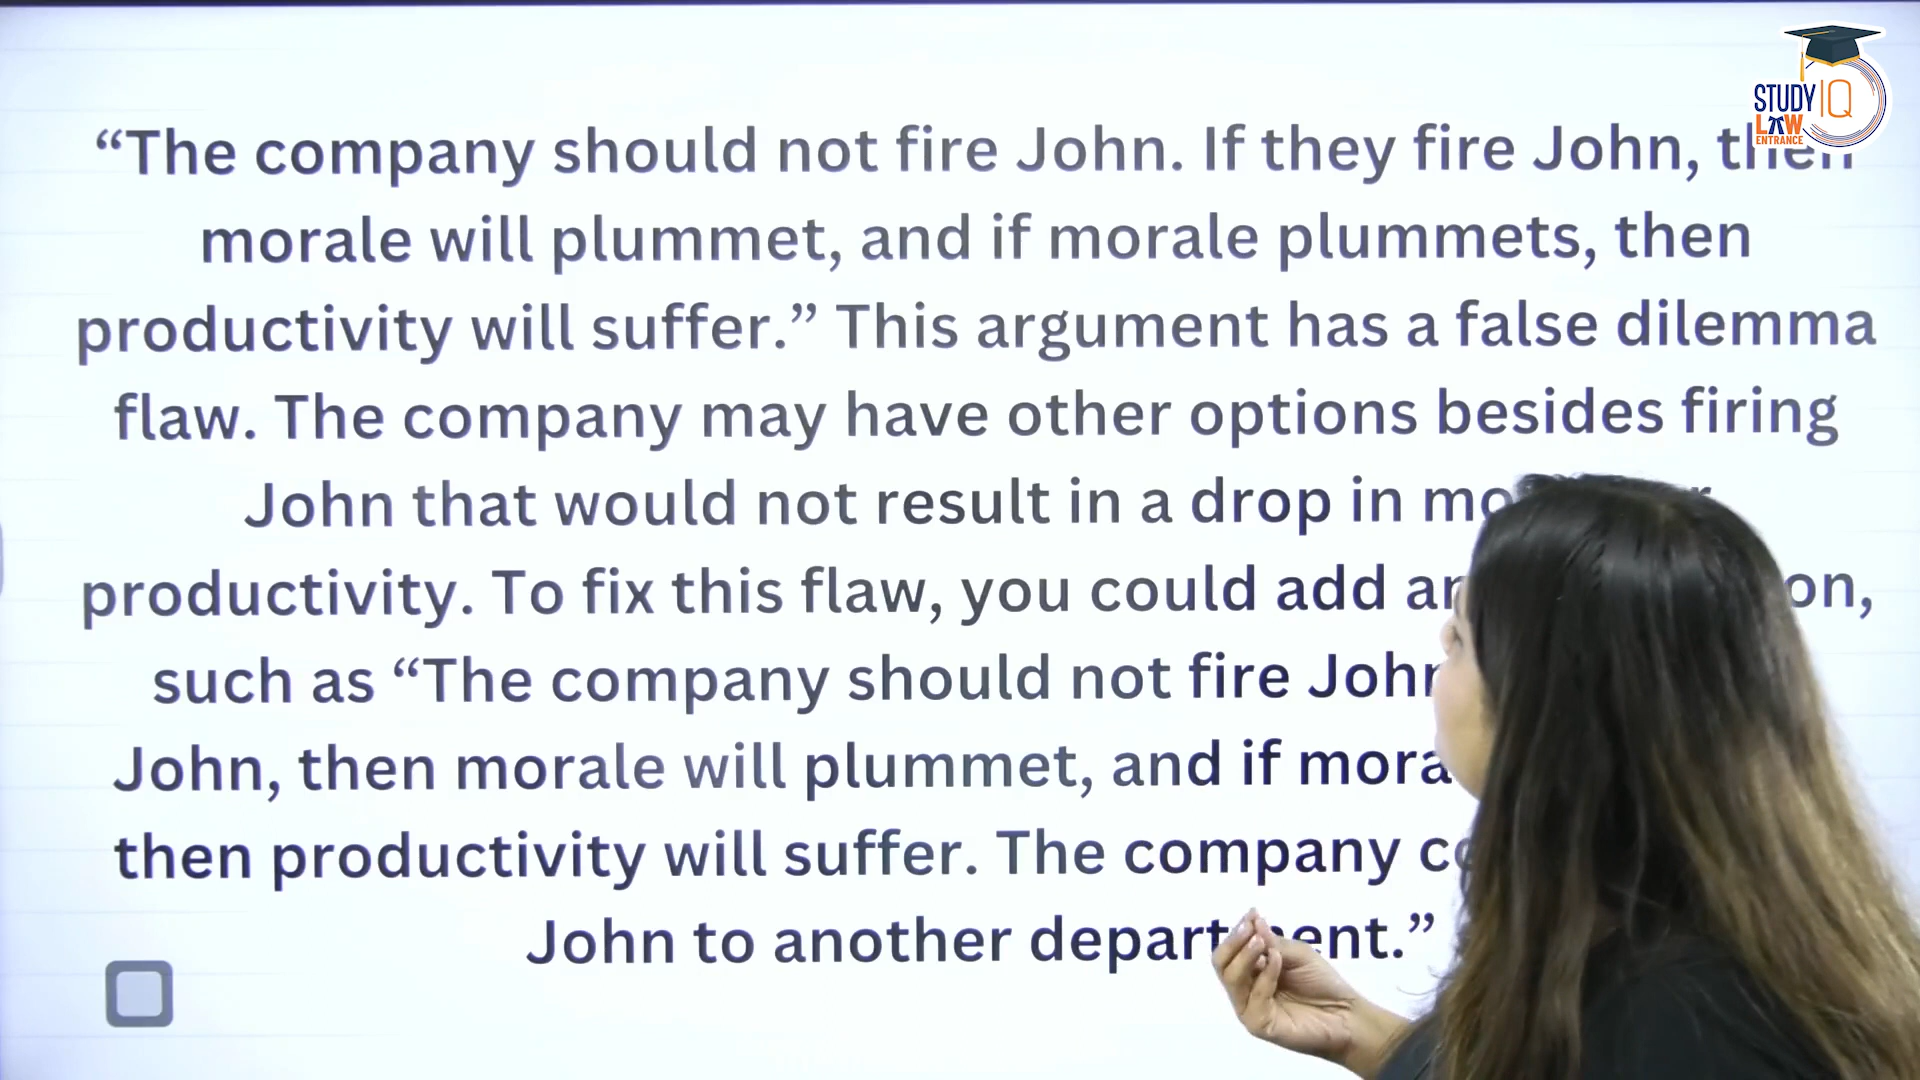 STUDY IQ
LAW
ENTRANCE
“The company should not fire John. If they fire John, then
morale will plummet, and if morale plummets, then
productivity will suffer.” This argument has a false dilemma
flaw. The company may have other options besides firing
John that would not result in a drop in
productivity. To fix this flaw, you could add
such as “The company should not fire John
John, then morale will plummet, and if
then productivity will suffer. The company
John to another department.”